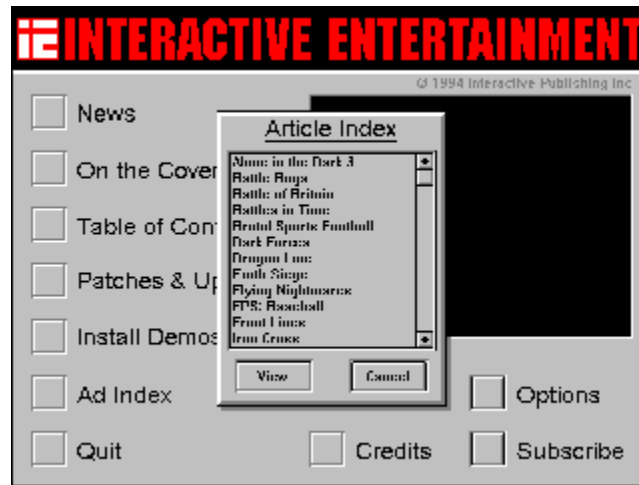 iE INTERACTIVE ENTERTAINMENT
© 1994 Interactive Publishing Inc
News
On the Cover
Table of Con
Patches & Up
Install Demos
Ad Index
Quit
Article Index
Alone in the Dark 3
Battle Bugs
Battle of Britain
Battles in Time
Brutal Sports Football
Dark Forces
Dragon Lore
Earth Siege
Flying Nightmares
FPS: Baseball
Front Lines
Iron Cross
View
Cancel
Options
Credits
Subscribe